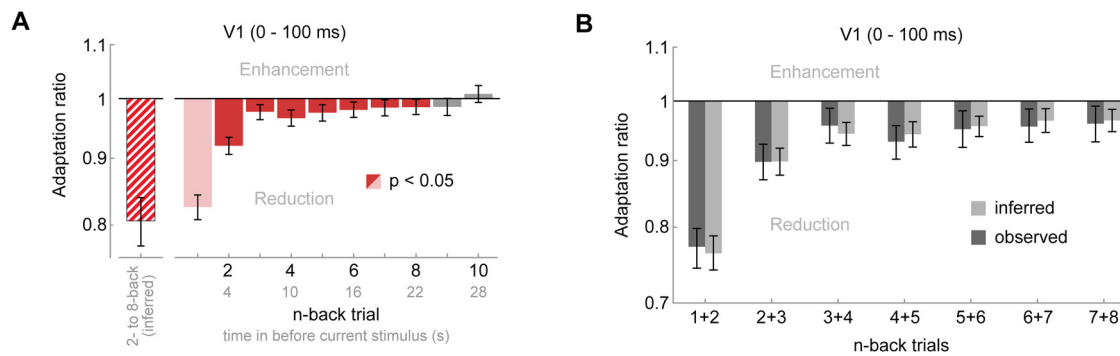 A
V1 (0 - 100 ms)
Adaptation ratio
1.1
1
0.9
0.8
Enhancement
Reduction
p < 0.05
2- to 8-back
(inferred)
2 4 6 8 10
4 10 16 22 28
n-back trial
time in before current stimulus (s)
B
V1 (0 - 100 ms)
Adaptation ratio
1.1
1
0.9
0.8
0.7
Enhancement
Reduction
inferred
observed
1+2 2+3 3+4 4+5 5+6 6+7 7+8
n-back trials